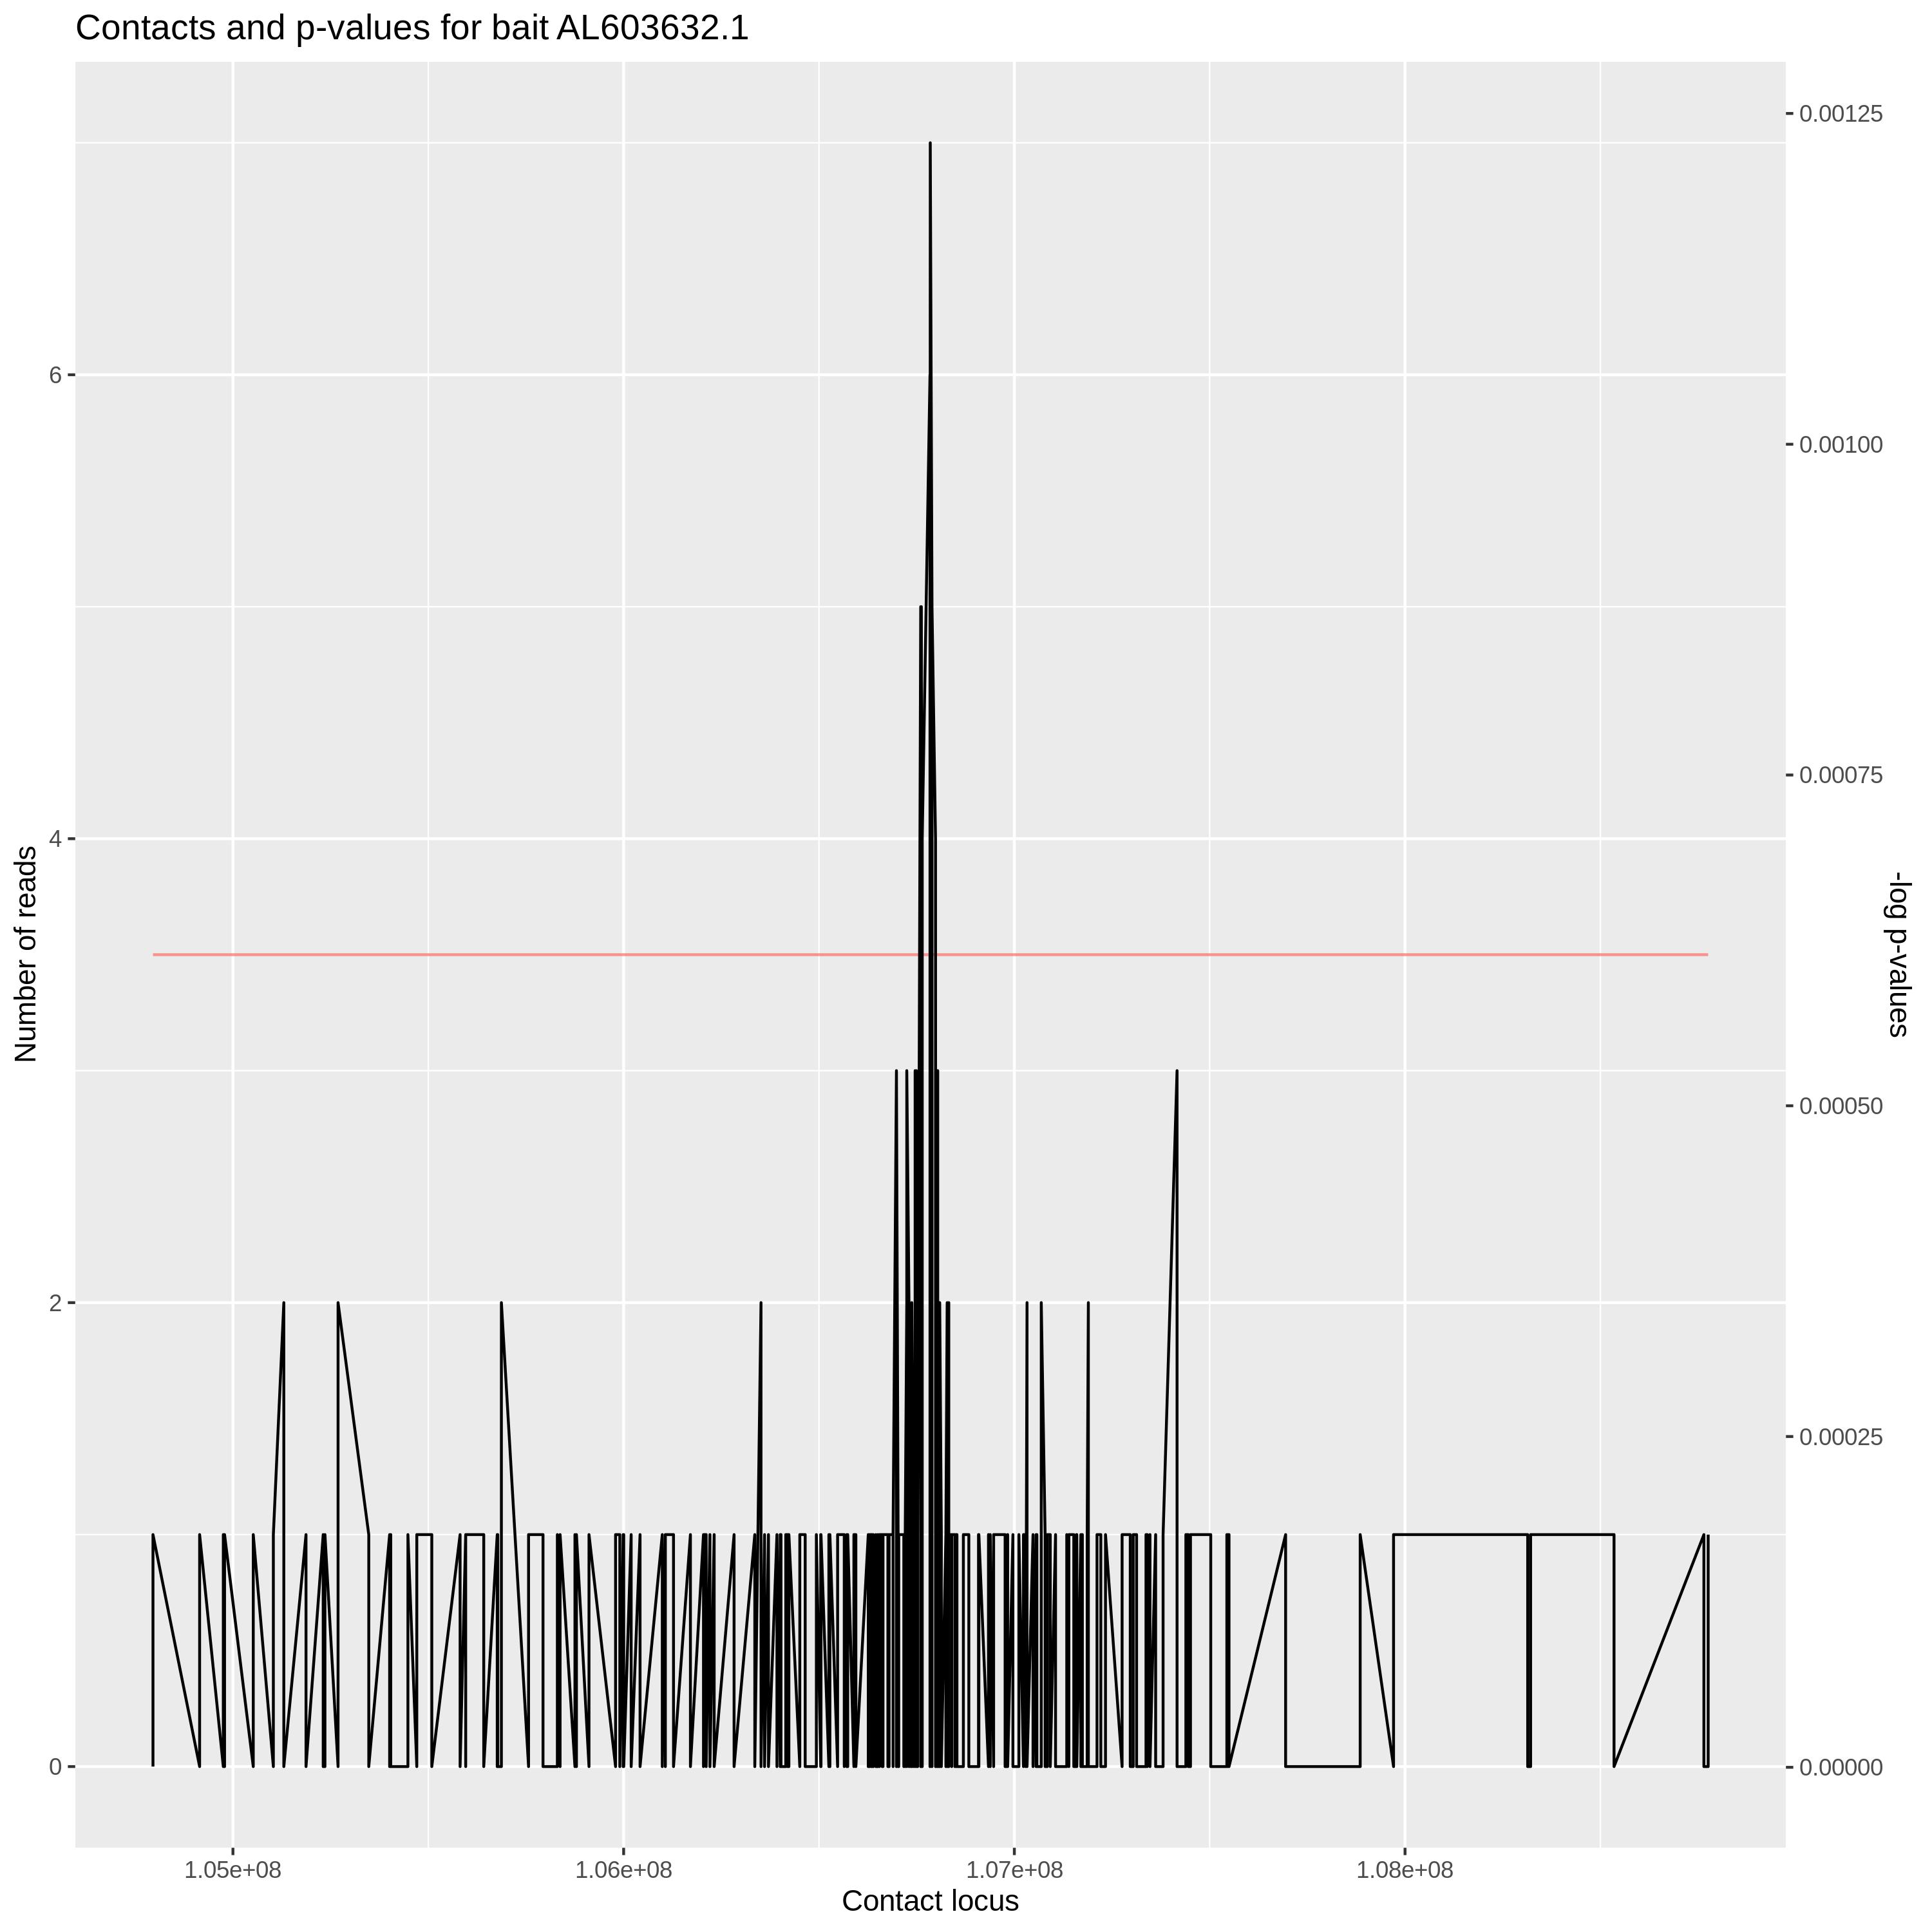 Contacts and p-values for bait AL603632.1
Number of reads
6
4
2
0
0.00125
0.00100
0.00075
0.00050
0.00025
0.00000
-log p-values
1.05e+08 1.06e+08 1.07e+08 1.08e+08
Contact locus